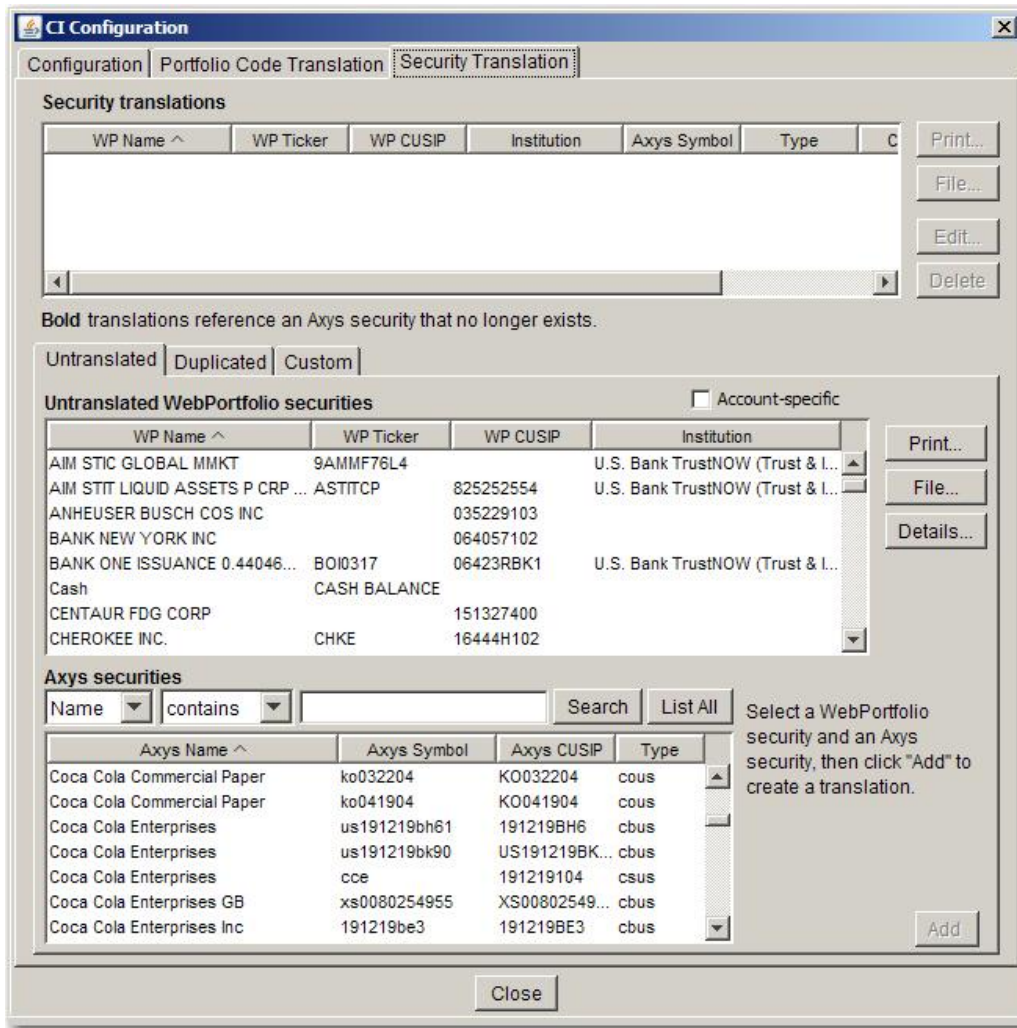 CI Configuration
Configuration Portfolio Code Translation Security Translation
Security translations
WP Name WP Ticker WP CUSIP Institution Axys Symbol Type C
Print...
File...
Edit...
Delete
Bold translations reference an Axys security that no longer exists.
Untranslated Duplicated Custom
Untranslated WebPortfolio securities Account-specific
WP Name WP Ticker WP CUSIP Institution
AIM STIC GLOBAL MMKT 9AMMF76L4 U.S. Bank TrustNOW (Trust & I...
AIM STIT LIQUID ASSETS P CRP ... ASTITCP 825252554 U.S. Bank TrustNOW (Trust & I...
ANHEUSER BUSCH COS INC 035229103
BANK NEW YORK INC 064057102
BANK ONE ISSUANCE 0.44046... BOI0317 06423RBK1 U.S. Bank TrustNOW (Trust & I...
Cash CASH BALANCE
CENTAUR FDG CORP 151327400
CHEROKEE INC. CHKE 16444H102
Print...
File...
Details...
Axys securities
Name contains Search List All
Axys Name Axys Symbol Axys CUSIP Type
Coca Cola Commercial Paper ko032204 KO032204 cous
Coca Cola Commercial Paper ko041904 KO041904 cous
Coca Cola Enterprises us191219bh61 191219BH6 cbus
Coca Cola Enterprises us191219bk90 US191219BK... cbus
Coca Cola Enterprises cce 191219104 csus
Coca Cola Enterprises GB xs0080254955 XS00802549... cbus
Coca Cola Enterprises Inc 191219be3 191219BE3 cbus
Select a WebPortfolio
security and an Axys
security, then click "Add" to
create a translation.
Add
Close